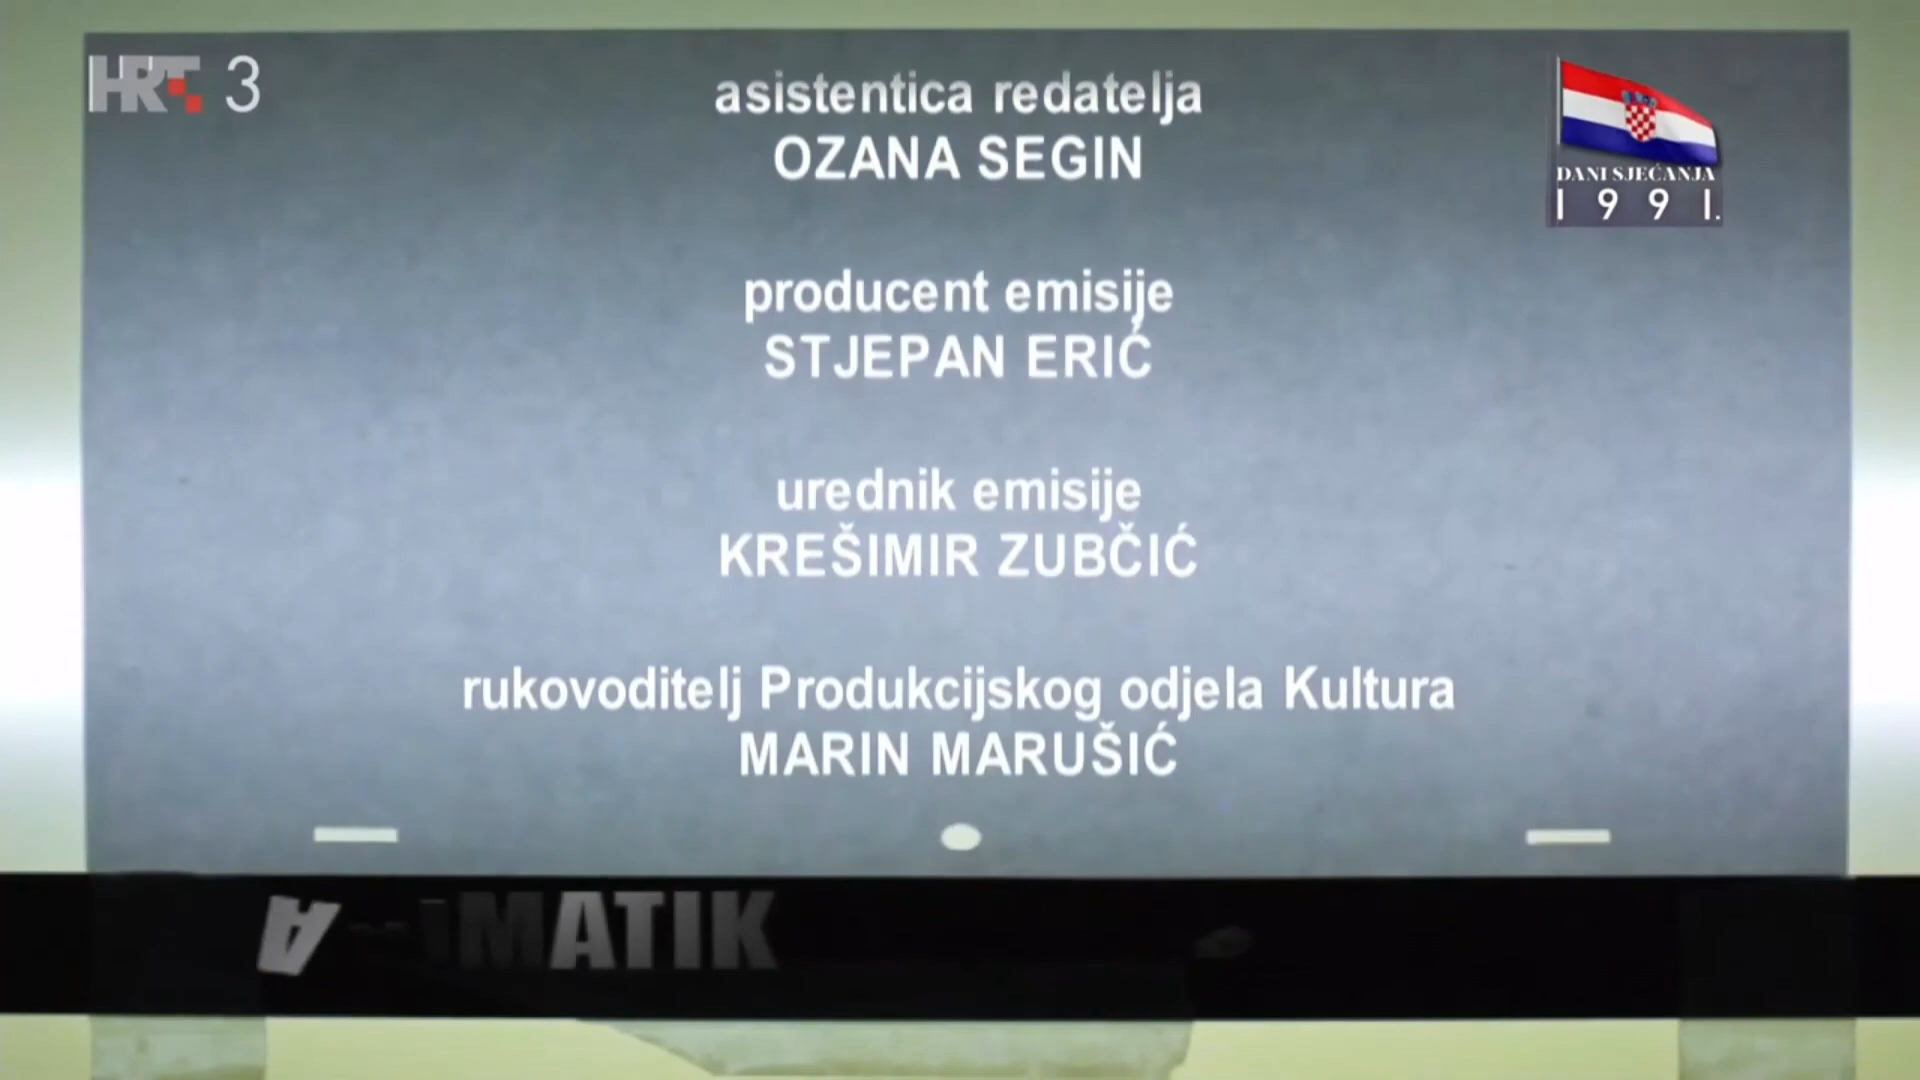 HRT 3
asistentica redatelja
OZANA SEGIN
DANI SJEĆANJA
1991.
producent emisije
STJEPAN ERIĆ
urednik emisije
KREŠIMIR ZUBČIĆ
rukovoditelj Produkcijskog odjela Kultura
MARIN MARUŠIĆ